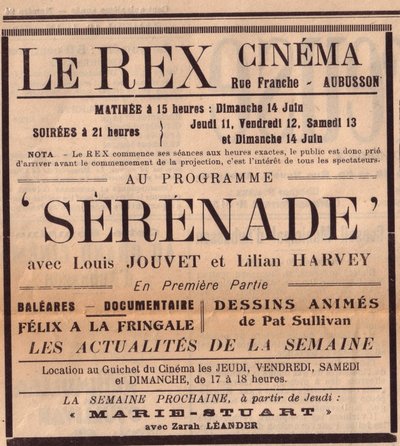 LE REX CINÉMA
Rue Franche - AUBUSSON
MATINÉE à 15 heures : Dimanche 14 Juin
SOIRÉES à 21 heures } Jeudi 11, Vendredi 12, Samedi 13
et Dimanche 14 Juin
NOTA - Le REX commence ses séances aux heures exactes, le public est donc prié
d'arriver avant le commencement de la projection, c'est l'intérêt de tous les spectateurs.
AU PROGRAMME
'SÉRÉNADE'
avec Louis JOUVET et Lilian HARVEY
En Première Partie
BALÉARES — DOCUMENTAIRE
FÉLIX A LA FRINGALE
DESSINS ANIMÉS
de Pat Sullivan
LES ACTUALITÉS DE LA SEMAINE
Location au Guichet du Cinéma les JEUDI, VENDREDI, SAMEDI
et DIMANCHE, de 17 à 18 heures.
LA SEMAINE PROCHAINE, à partir de Jeudi :
« MARIE-STUART »
avec Zarah LÉANDER